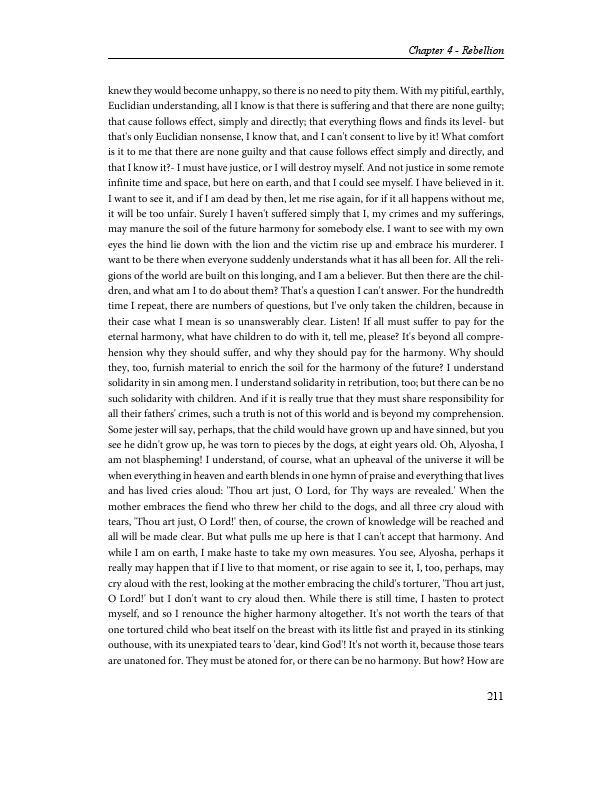 Chapter 4 - Rebellion
knew they would become unhappy, so there is no need to pity them. With my pitiful, earthly,
Euclidian understanding, all I know is that there is suffering and that there are none guilty;
that cause follows effect, simply and directly; that everything flows and finds its level- but
that's only Euclidian nonsense, I know that, and I can't consent to live by it! What comfort
is it to me that there are none guilty and that cause follows effect simply and directly, and
that I know it?- I must have justice, or I will destroy myself. And not justice in some remote
infinite time and space, but here on earth, and that I could see myself. I have believed in it.
I want to see it, and if I am dead by then, let me rise again, for if it all happens without me,
it will be too unfair. Surely I haven't suffered simply that I, my crimes and my sufferings,
may manure the soil of the future harmony for somebody else. I want to see with my own
eyes the hind lie down with the lion and the victim rise up and embrace his murderer. I
want to be there when everyone suddenly understands what it has all been for. All the reli-
gions of the world are built on this longing, and I am a believer. But then there are the chil-
dren, and what am I to do about them? That's a question I can't answer. For the hundredth
time I repeat, there are numbers of questions, but I've only taken the children, because in
their case what I mean is so unanswerably clear. Listen! If all must suffer to pay for the
eternal harmony, what have children to do with it, tell me, please? It's beyond all compre-
hension why they should suffer, and why they should pay for the harmony. Why should
they, too, furnish material to enrich the soil for the harmony of the future? I understand
solidarity in sin among men. I understand solidarity in retribution, too; but there can be no
such solidarity with children. And if it is really true that they must share responsibility for
all their fathers' crimes, such a truth is not of this world and is beyond my comprehension.
Some jester will say, perhaps, that the child would have grown up and have sinned, but you
see he didn't grow up, he was torn to pieces by the dogs, at eight years old. Oh, Alyosha, I
am not blaspheming! I understand, of course, what an upheaval of the universe it will be
when everything in heaven and earth blends in one hymn of praise and everything that lives
and has lived cries aloud: 'Thou art just, O Lord, for Thy ways are revealed.' When the
mother embraces the fiend who threw her child to the dogs, and all three cry aloud with
tears, 'Thou art just, O Lord!' then, of course, the crown of knowledge will be reached and
all will be made clear. But what pulls me up here is that I can't accept that harmony. And
while I am on earth, I make haste to take my own measures. You see, Alyosha, perhaps it
really may happen that if I live to that moment, or rise again to see it, I, too, perhaps, may
cry aloud with the rest, looking at the mother embracing the child's torturer, 'Thou art just,
O Lord!' but I don't want to cry aloud then. While there is still time, I hasten to protect
myself, and so I renounce the higher harmony altogether. It's not worth the tears of that
one tortured child who beat itself on the breast with its little fist and prayed in its stinking
outhouse, with its unexpiated tears to 'dear, kind God'! It's not worth it, because those tears
are unatoned for. They must be atoned for, or there can be no harmony. But how? How are
211